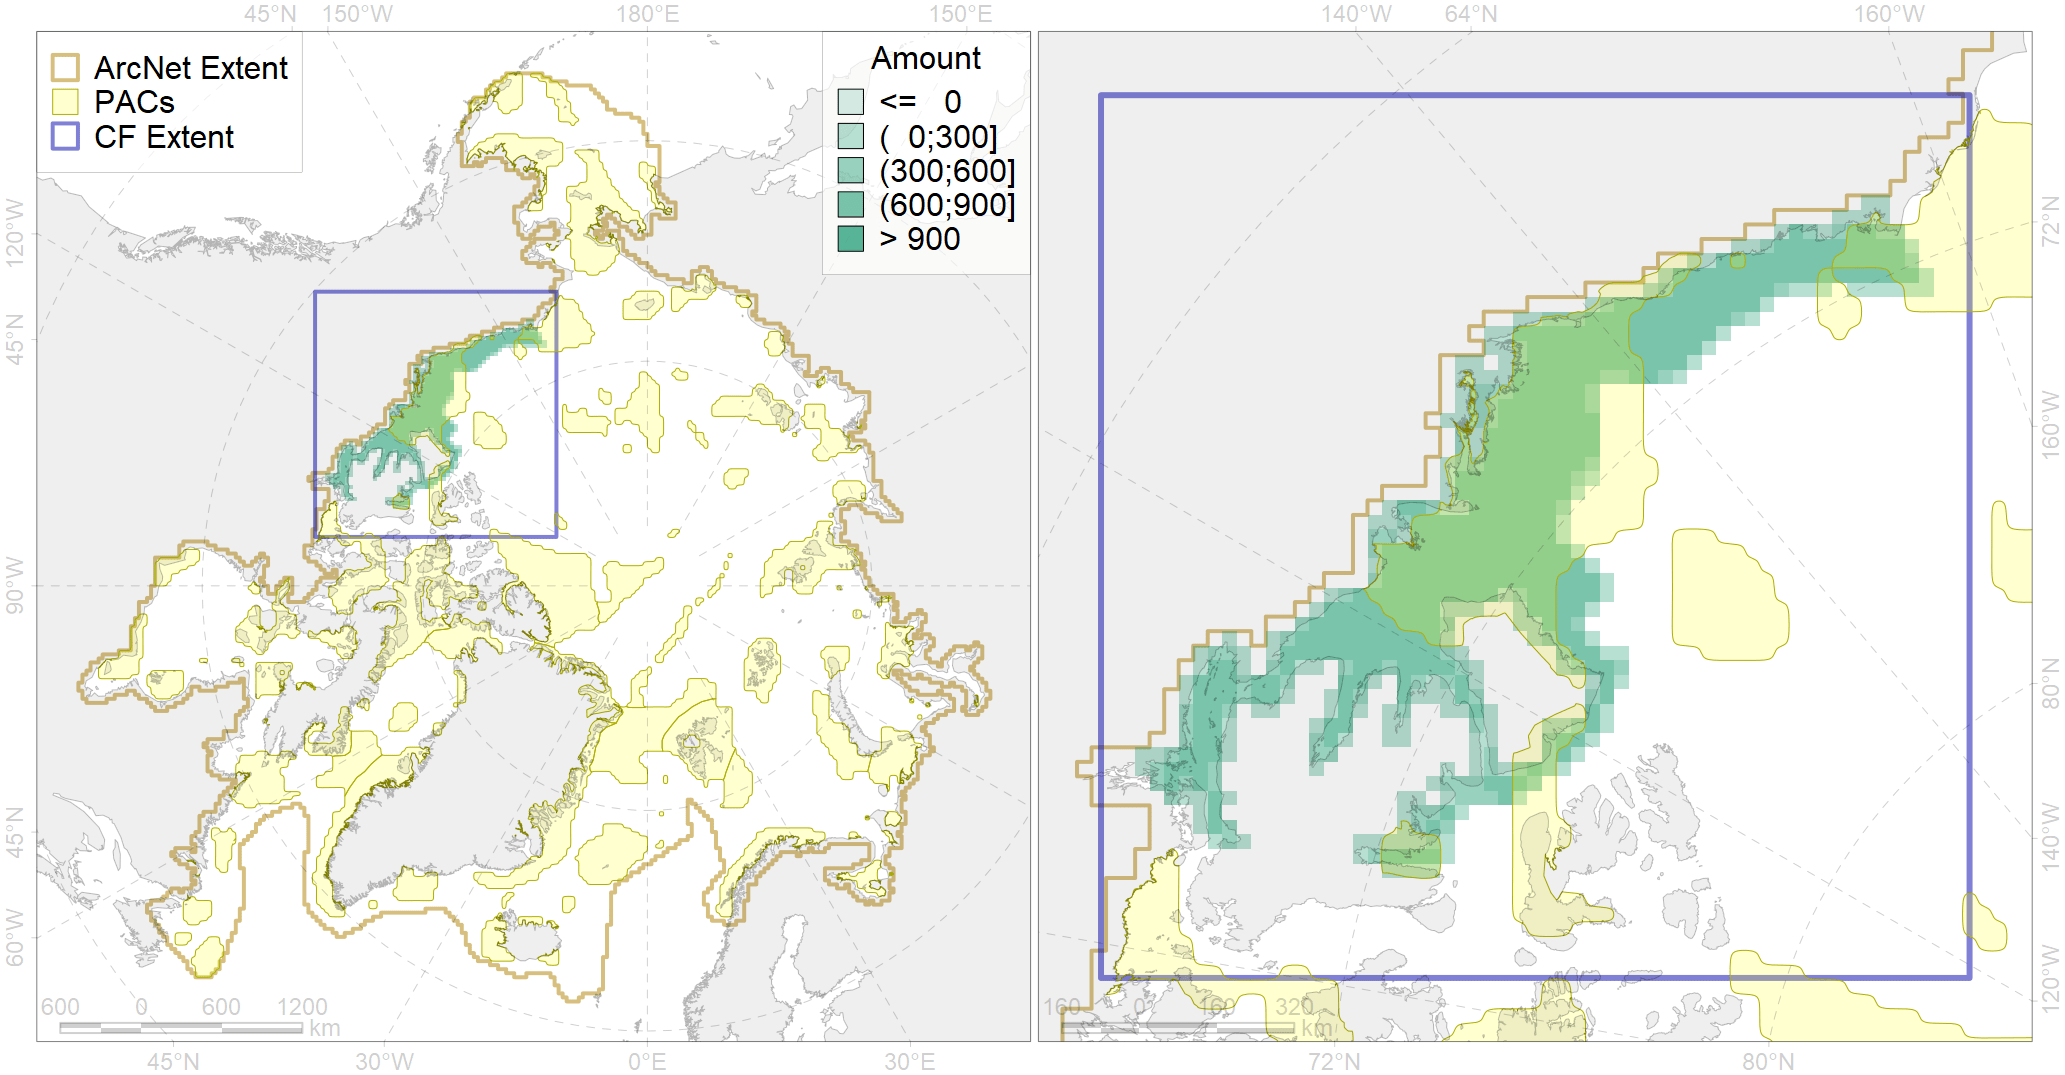 45°N 150°W 180°E 150°E 140°W 64°N 160°W
ArcNet Extent
PACs
CF Extent
Amount
<= 0
( 0;300]
(300;600]
(600;900]
> 900
120°W
45°N
90°W
45°N
60°W
72°N
160°W
80°N
140°W
120°W
600 0 600 1200
km
160 0 160 320
km
45°N 30°W 0°E 30°E 72°N 80°N